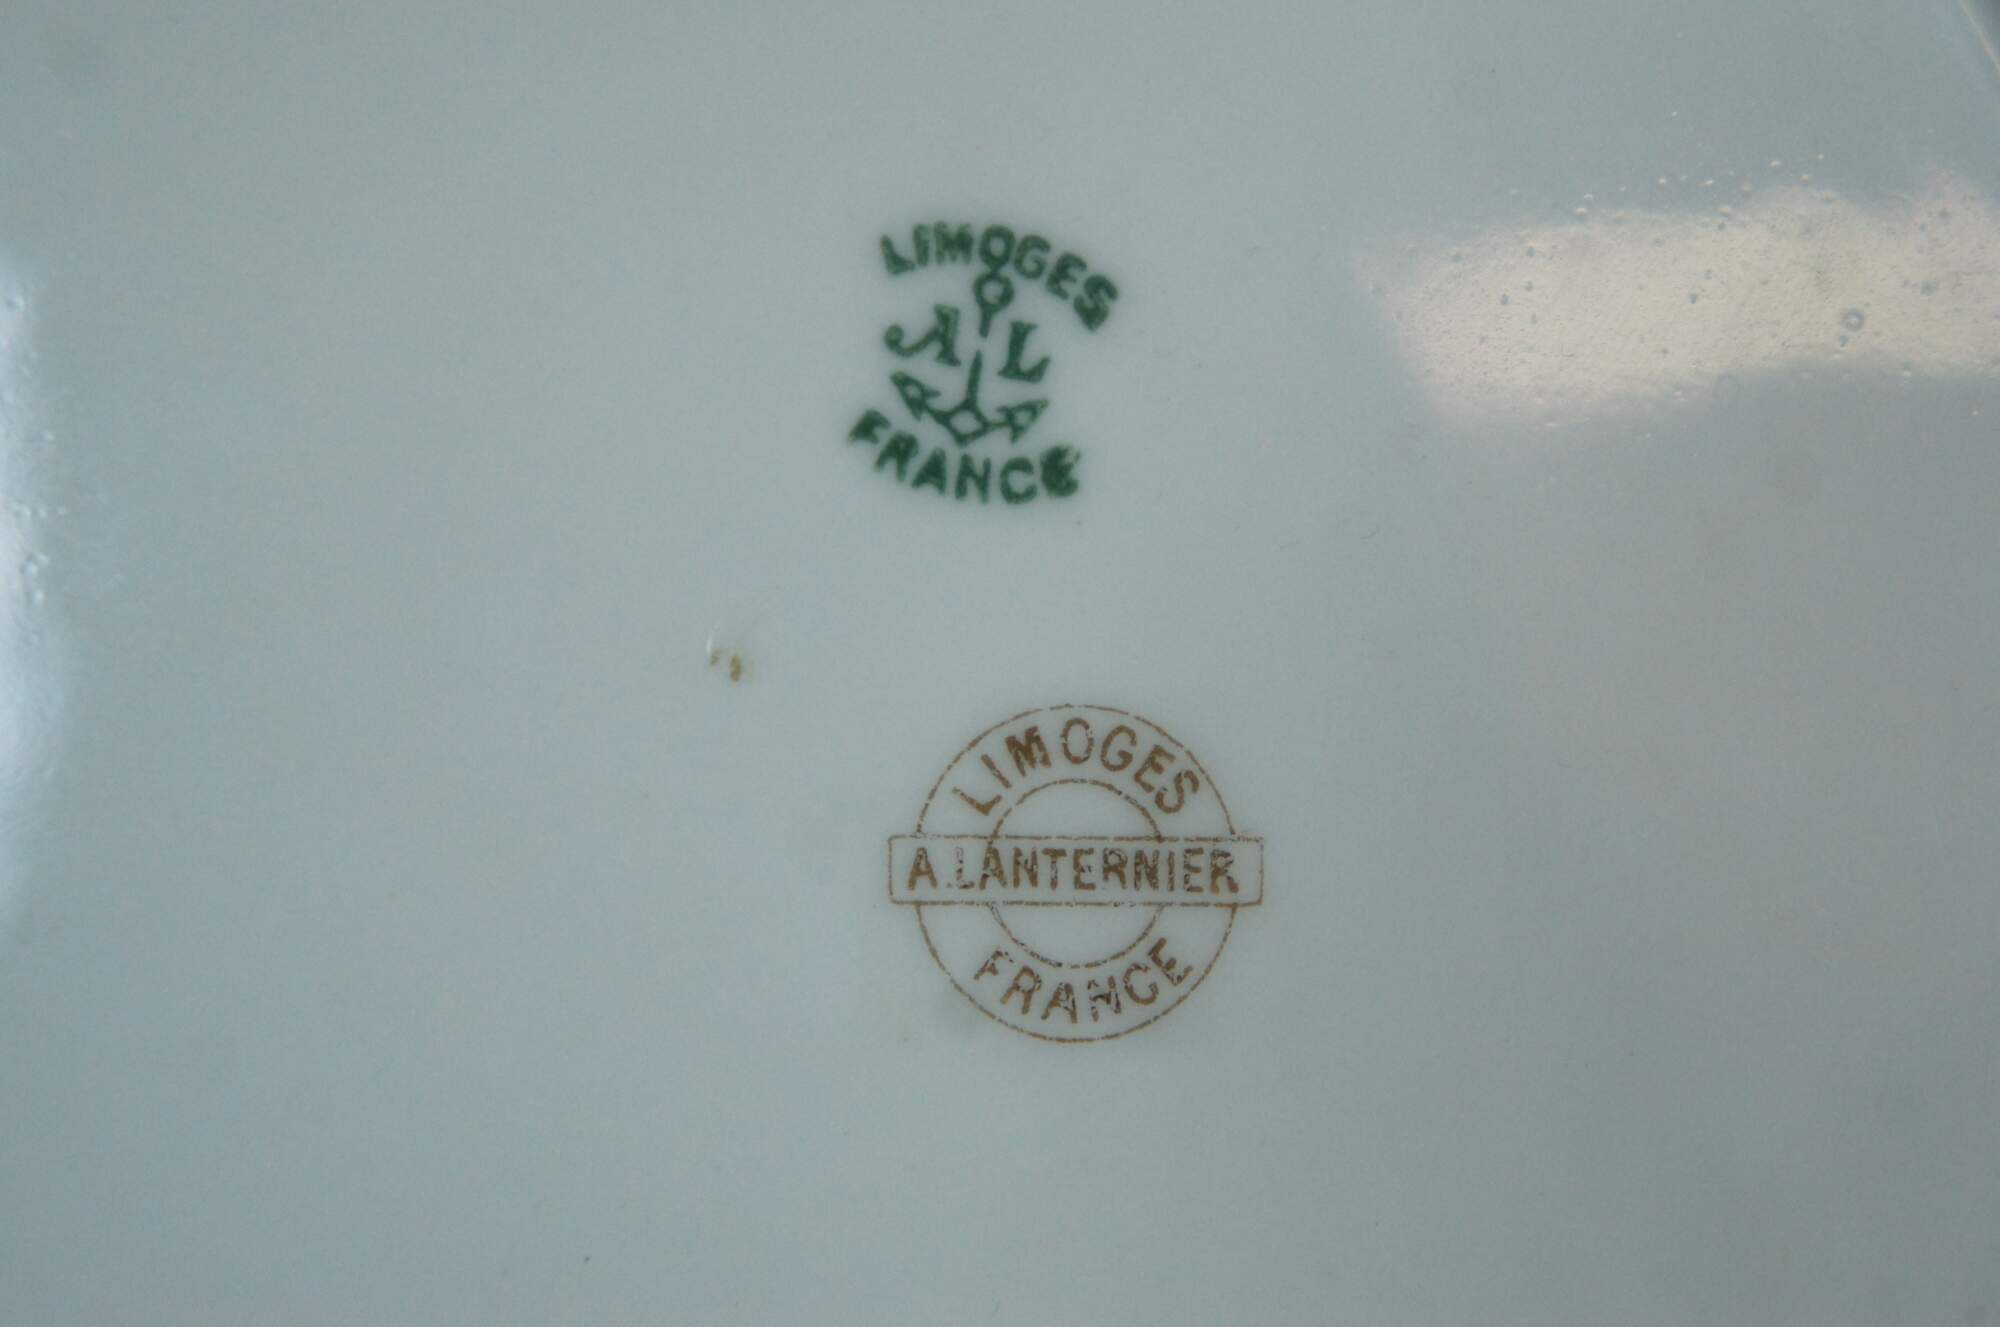 LIMOGES
A L
FRANCE
LIMOGES
A. LANTERNIER
FRANCE